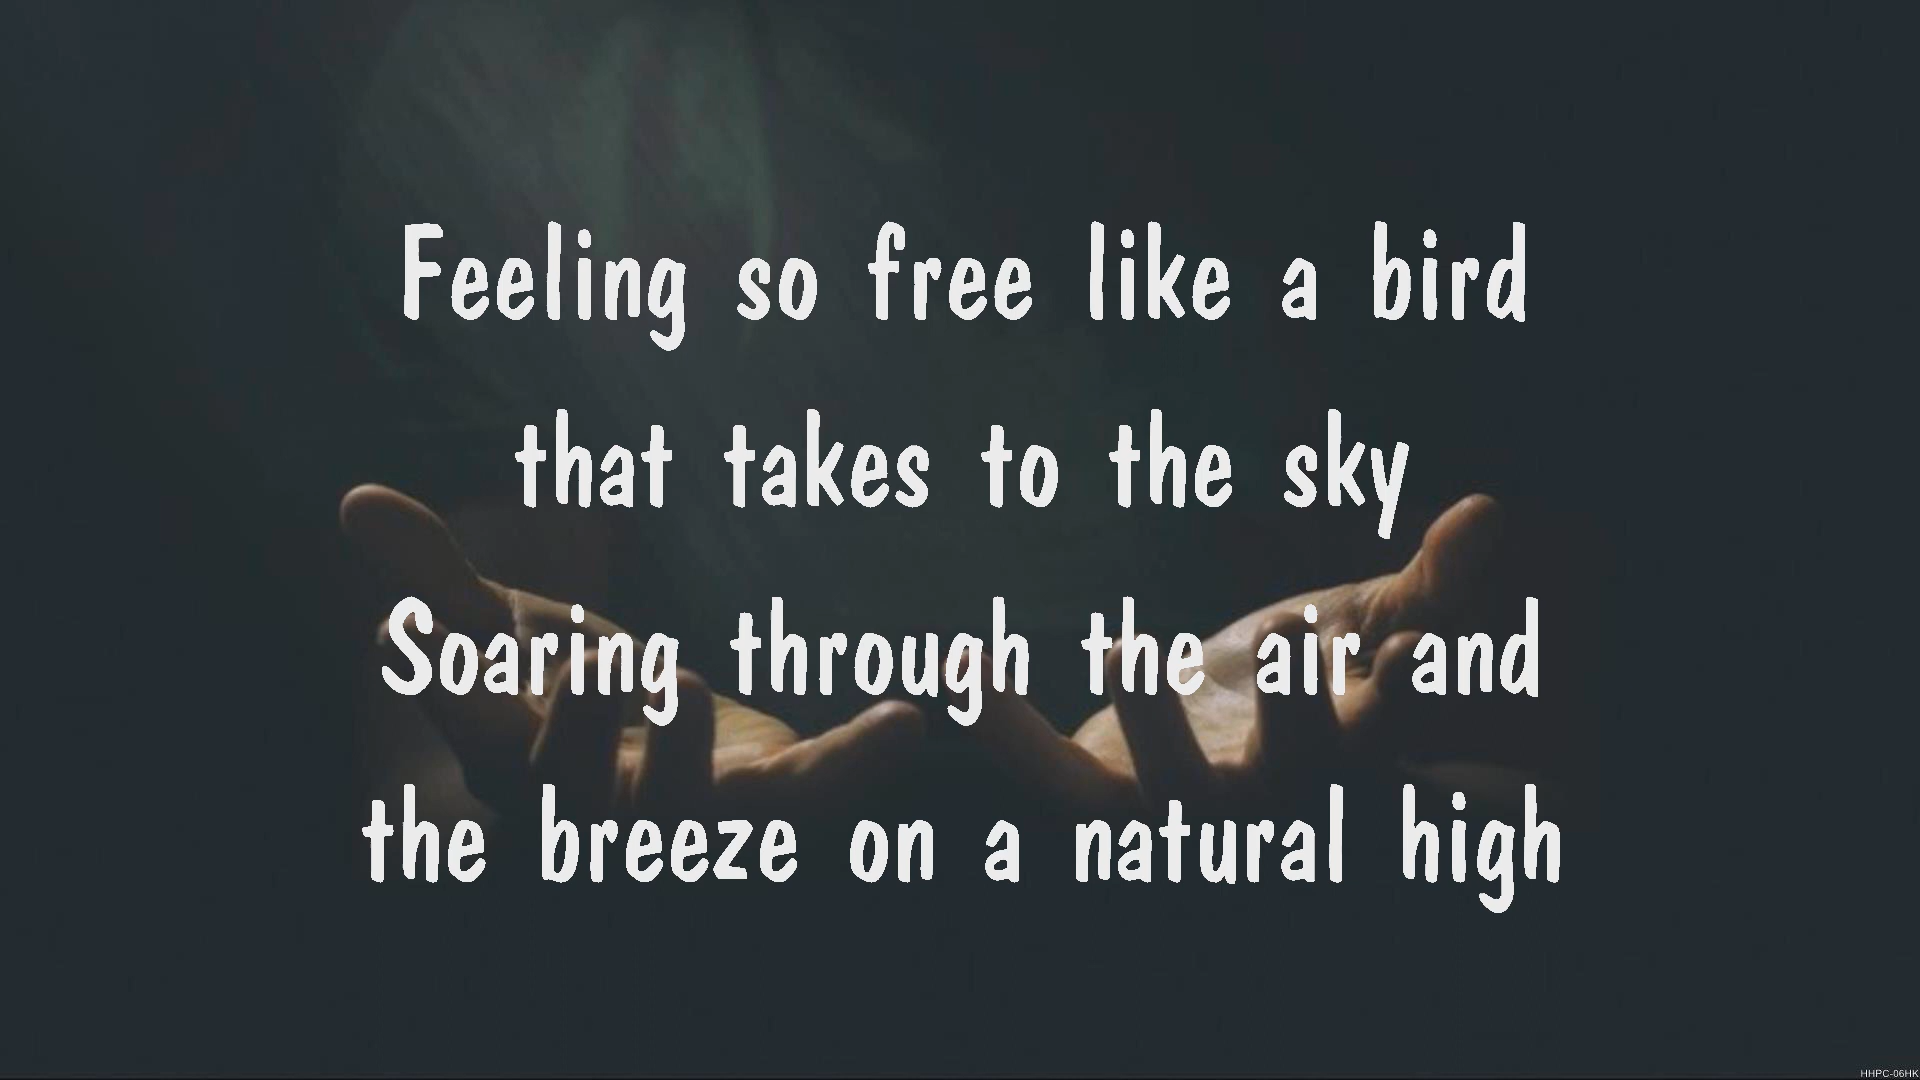 Feeling so free like a bird
that takes to the sky
Soaring through the air and
the breeze on a natural high
HHPC-06HK